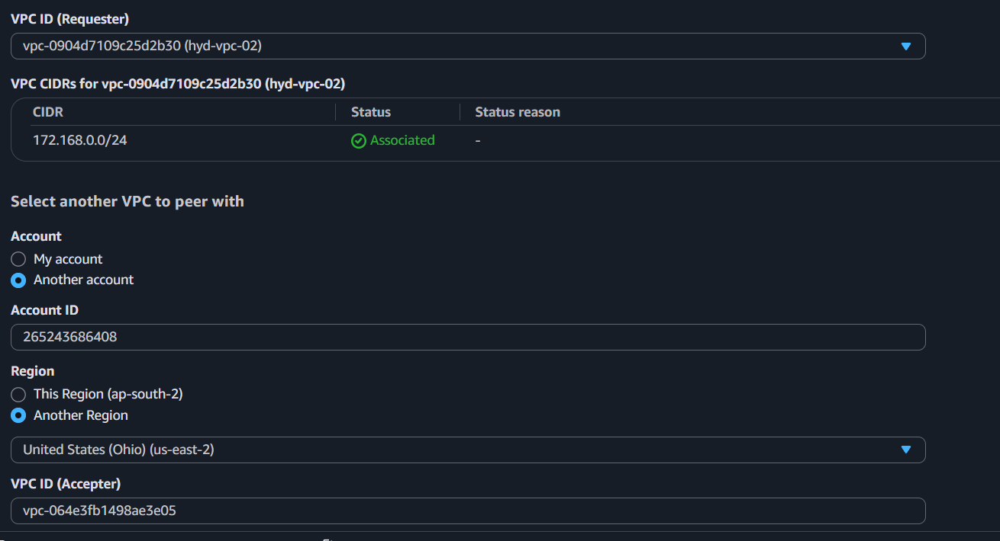 VPC ID (Requester)
vpc-0904d7109c25d2b30 (hyd-vpc-02)
VPC CIDRs for vpc-0904d7109c25d2b30 (hyd-vpc-02)
CIDR Status Status reason
172.168.0.0/24 Associated -
Select another VPC to peer with
Account
My account
Another account
Account ID
265243686408
Region
This Region (ap-south-2)
Another Region
United States (Ohio) (us-east-2)
VPC ID (Accepter)
vpc-064e3fb1498ae3e05